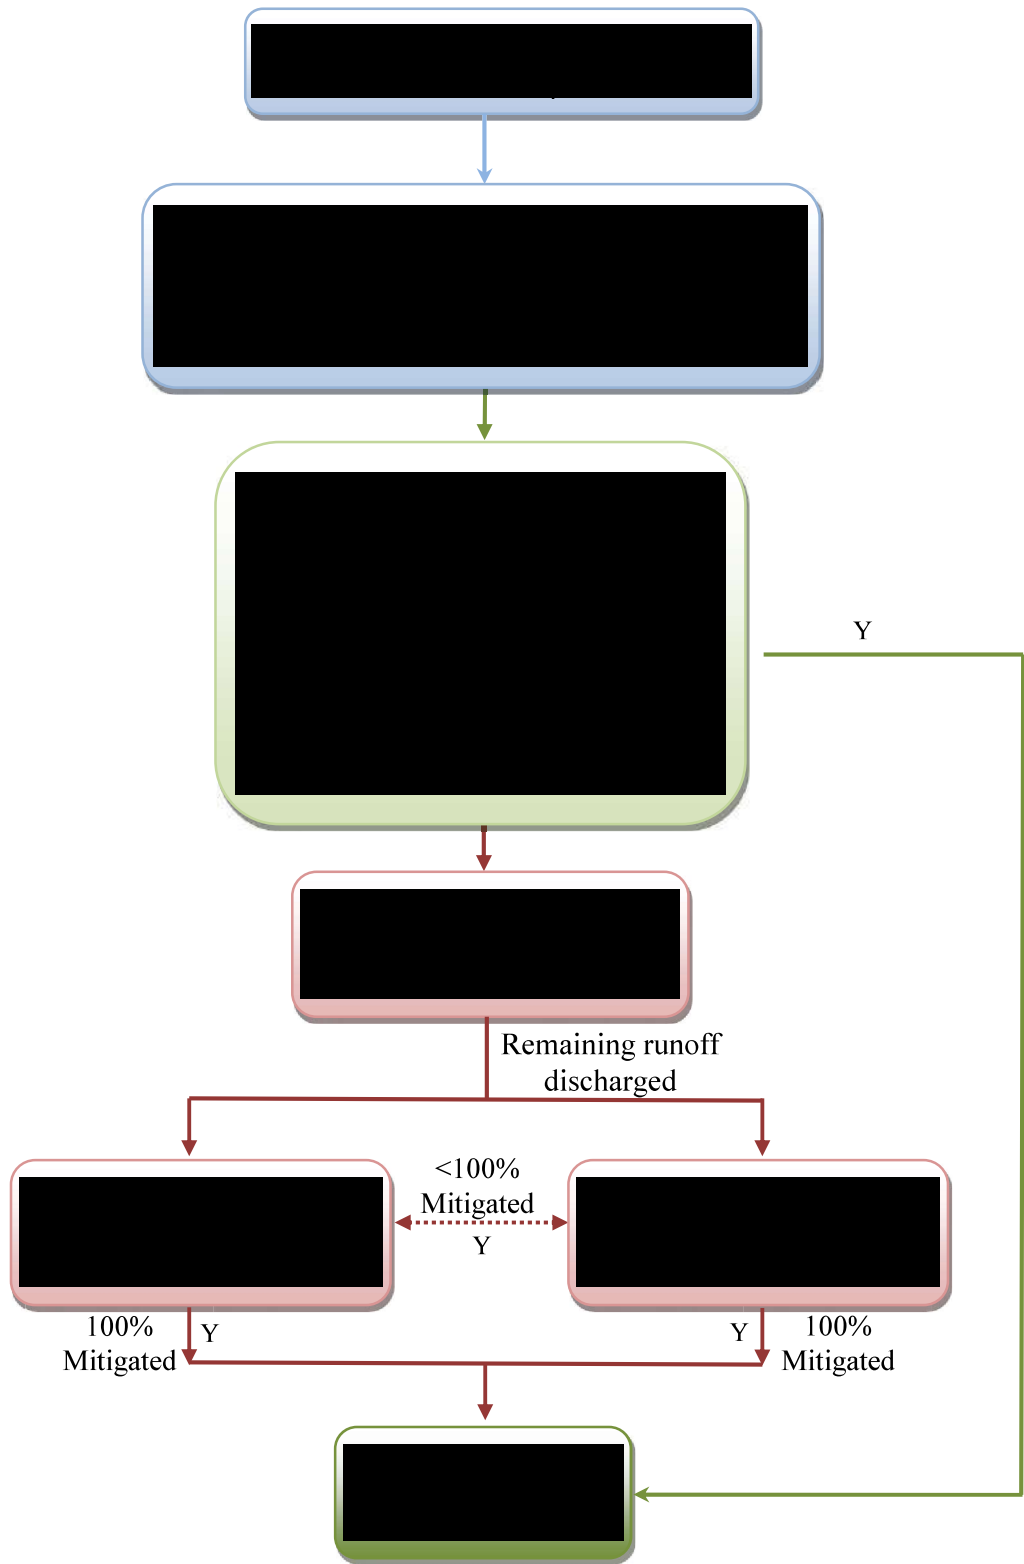 Y
Remaining runoff
discharged
<100%
Mitigated
Y
100%
Mitigated
Y
Y
100%
Mitigated